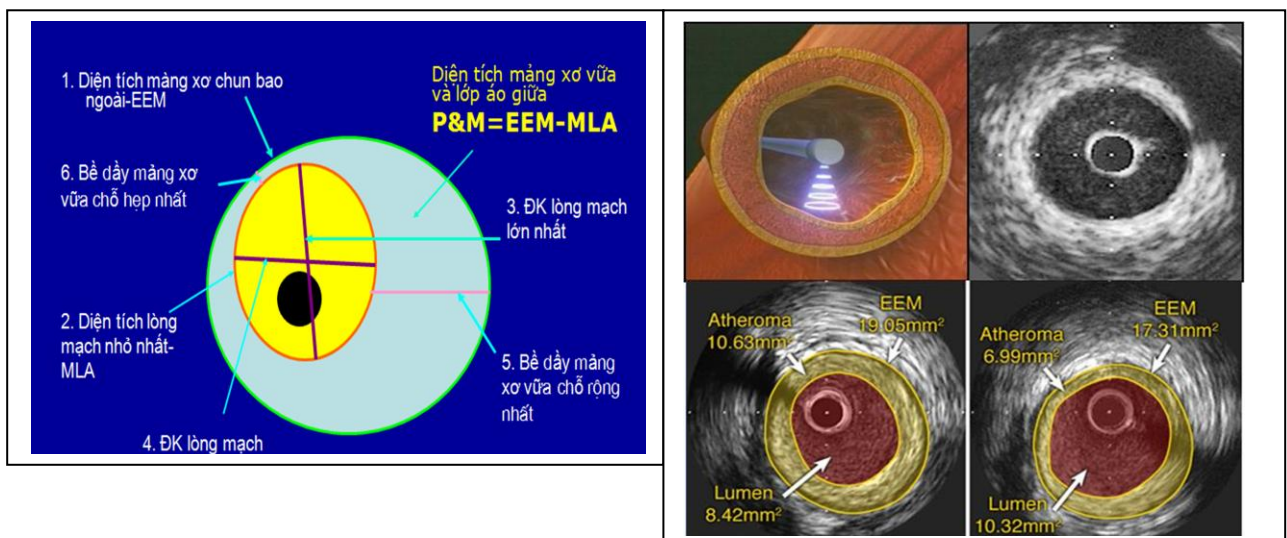 1. Diện tích mảng xơ chun bao
ngoài-EEM
Diện tích mảng xơ vữa
và lớp áo giữa
P&M=EEM-MLA
6. Bề dầy mảng xơ
vữa chỗ hẹp nhất
3. ĐK lòng mạch
lớn nhất
2. Diện tích lòng
mạch nhỏ nhất-
MLA
5. Bề dầy mảng
xơ vữa chỗ rộng
nhất
4. ĐK lòng mạch
Atheroma
10.63mm²
EEM
19.05mm²
Lumen
8.42mm²
Atheroma
6.99mm²
EEM
17.31mm²
Lumen
10.32mm²